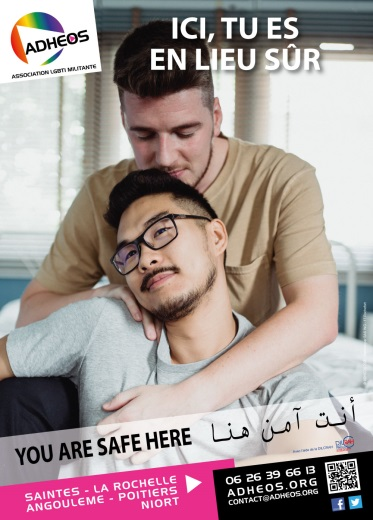 ADHEOS
ASSOCIATION LGBTI MILITANTE
ICI, TU ES
EN LIEU SÛR
YOU ARE SAFE HERE
أنت آمن هنا
SAINTES - LA ROCHELLE
ANGOULEME - POITIERS
NIORT
06 26 39 66 13
ADHEOS.ORG
CONTACT@ADHEOS.ORG